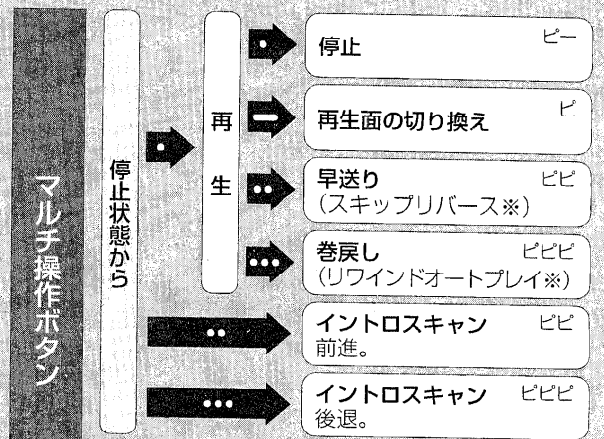 マルチ操作ボタン
停止状態から
再生
停止 ピー
再生面の切り換え ピ
早送り ピピ
(スキップリバース※)
巻戻し ピピピ
(リワインドオートプレイ※)
イントロスキャン ピピ
前進。
イントロスキャン ピピピ
後退。